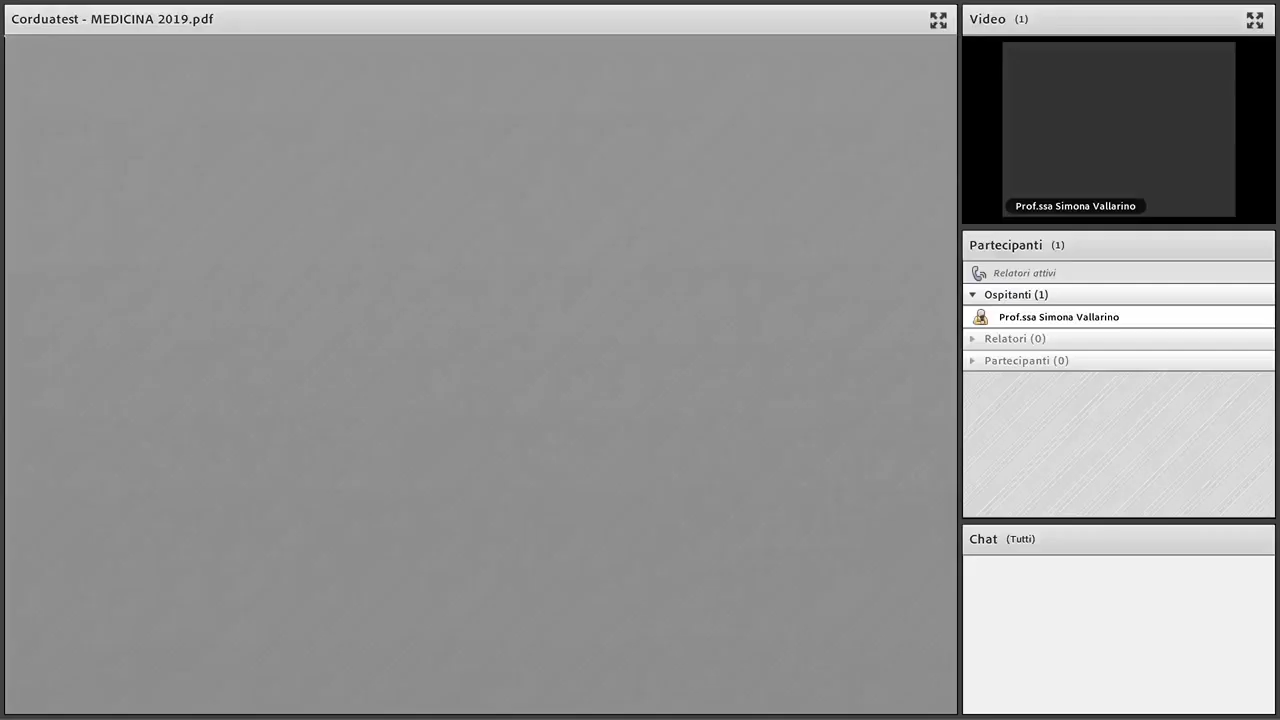 Corduatest - MEDICINA 2019.pdf
Video (1)
Prof.ssa Simona Vallarino
Partecipanti (1)
Relatori attivi
Ospitanti (1)
Prof.ssa Simona Vallarino
Relatori (0)
Partecipanti (0)
Chat (Tutti)